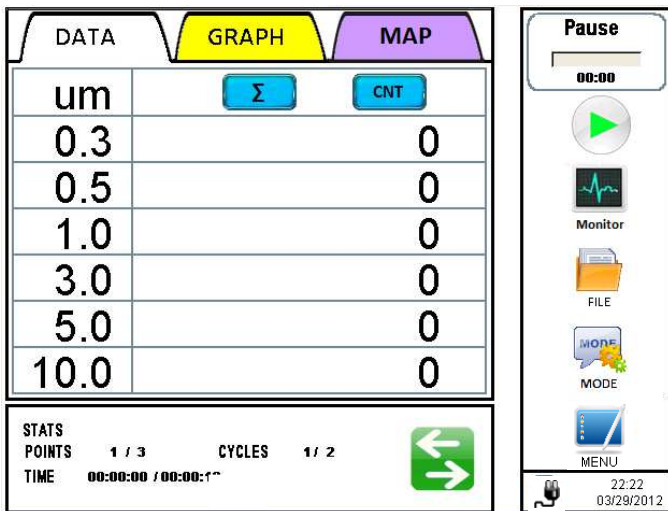 DATA GRAPH MAP
um Σ CNT
0.3 0
0.5 0
1.0 0
3.0 0
5.0 0
10.0 0
STATS
POINTS 1 / 3 CYCLES 1 / 2
TIME 00:00:00 /
Pause
00:00
Monitor
FILE
MODE
MODE
MENU
22:22
03/29/2012